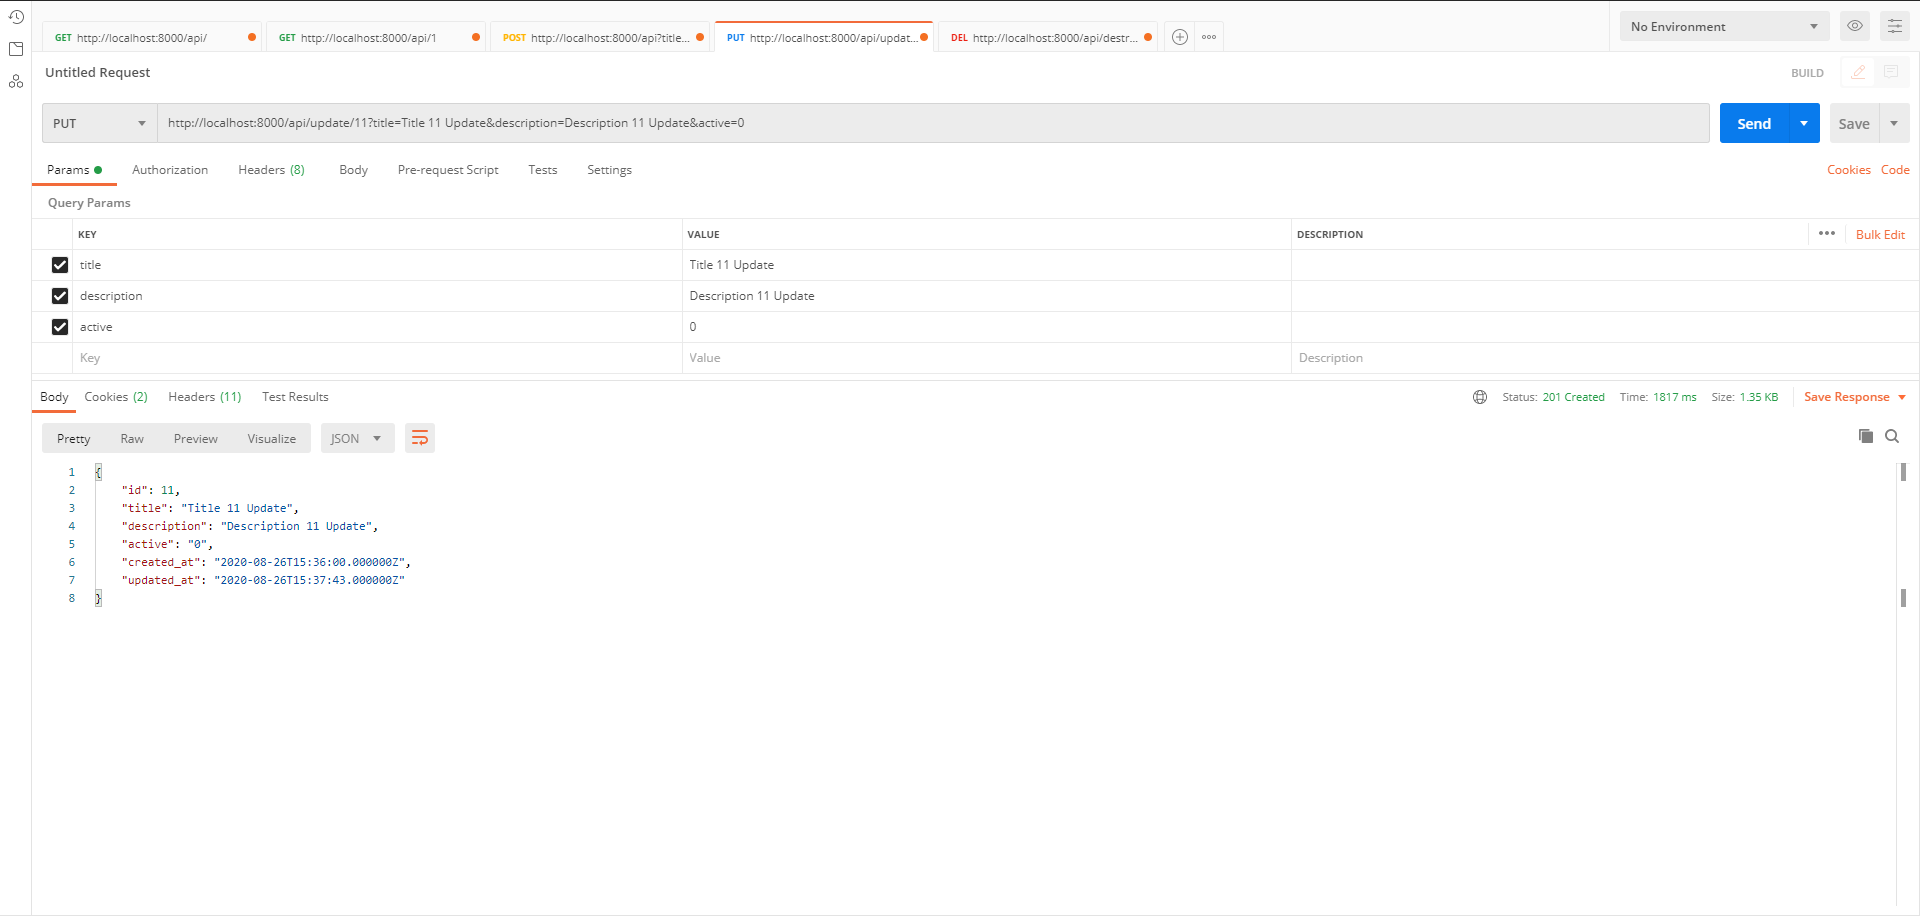 GET http://localhost:8000/api/ GET http://localhost:8000/api/1 POST http://localhost:8000/api?title... PUT http://localhost:8000/api/updat... DEL http://localhost:8000/api/destr... No Environment
Untitled Request BUILD
PUT http://localhost:8000/api/update/11?title=Title 11 Update&description=Description 11 Update&active=0 Send Save
Params Authorization Headers (8) Body Pre-request Script Tests Settings Cookies Code
Query Params
KEY VALUE DESCRIPTION ••• Bulk Edit
title Title 11 Update
description Description 11 Update
active 0
Key Value Description
Body Cookies (2) Headers (11) Test Results Status: 201 Created Time: 1817 ms Size: 1.35 KB Save Response
Pretty Raw Preview Visualize JSON
1 {
2 "id": 11,
3 "title": "Title 11 Update",
4 "description": "Description 11 Update",
5 "active": "0",
6 "created_at": "2020-08-26T15:36:00.000000Z",
7 "updated_at": "2020-08-26T15:37:43.000000Z"
8 }